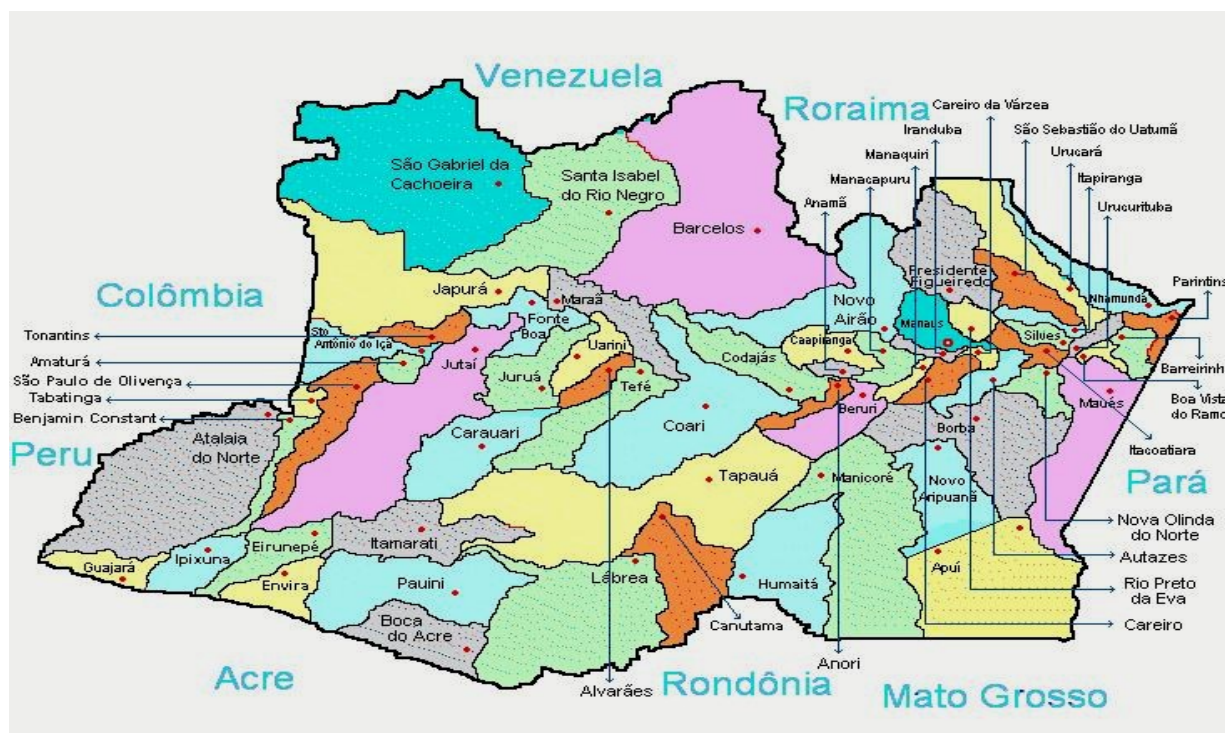 Venezuela
Roraima
Careiro da Várzea
Iranduba
São Sebastião do Uatumã
Manaquiri
Urucará
Manacapuru
Itapiranga
Anamã
Urucurituba
São Gabriel da
Cachoeira
Santa Isabel
do Rio Negro
Barcelos
Presidente
Figueiredo
Parintins
Colômbia
Japurá
Maraã
Nhamundá
Fonte
Boa
Novo
Airão
Manaus
Tonantins
Sto
Antônio do Içá
Amaturá
Jutaí
Uarini
Caapiranga
Silves
São Paulo de Olivença
Juruá
Tefé
Codajás
Barreirinh
Tabatinga
Benjamin Constant
Beruri
Maués
Boa Vista
do Ramo
Peru
Atalaia
do Norte
Carauari
Coari
Borba
Itacoatiara
Tapauá
Manicoré
Novo
Aripuanã
Pará
Nova Olinda
do Norte
Itamarati
Eirunepé
Ipixuna
Guajará
Autazes
Envira
Pauini
Lábrea
Humaitá
Apuí
Rio Preto
da Eva
Boca
do Acre
Canutama
Careiro
Anori
Acre
Alvarães
Rondônia
Mato Grosso